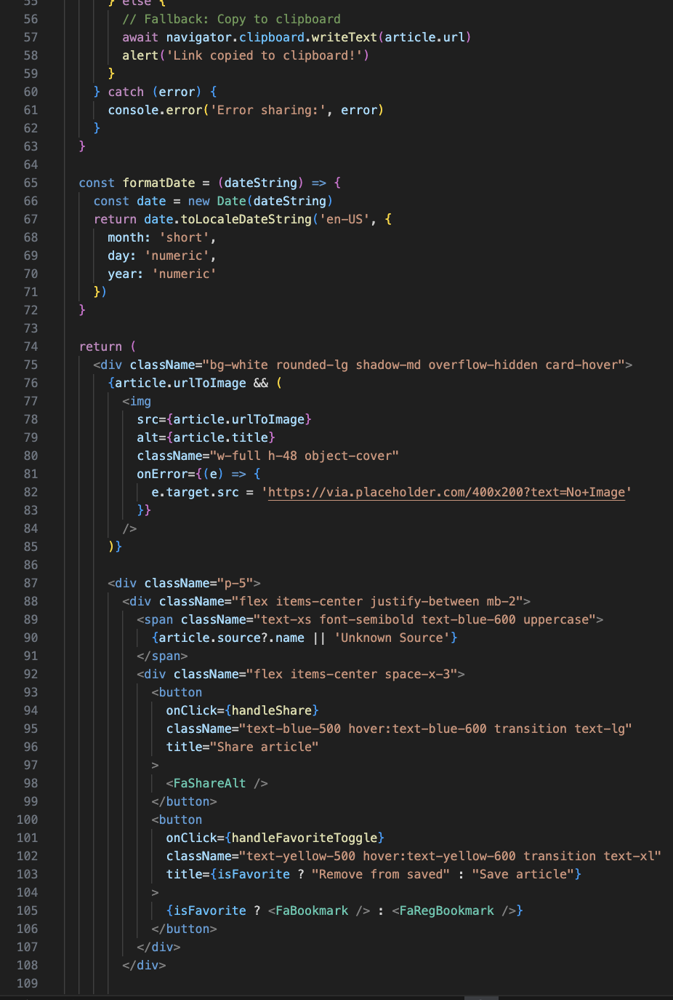 55 } else {
56 // Fallback: Copy to clipboard
57 await navigator.clipboard.writeText(article.url)
58 alert('Link copied to clipboard!')
59 }
60 } catch (error) {
61 console.error('Error sharing:', error)
62 }
63 }
64
65 const formatDate = (dateString) => {
66 const date = new Date(dateString)
67 return date.toLocaleDateString('en-US', {
68 month: 'short',
69 day: 'numeric',
70 year: 'numeric'
71 })
72 }
73
74 return (
75 <div className="bg-white rounded-lg shadow-md overflow-hidden card-hover">
76 {article.urlToImage && (
77 <img
78 src={article.urlToImage}
79 alt={article.title}
80 className="w-full h-48 object-cover"
81 onError={(e) => {
82 e.target.src = 'https://via.placeholder.com/400x200?text=No+Image'
83 }}
84 />
85 )}
86
87 <div className="p-5">
88 <div className="flex items-center justify-between mb-2">
89 <span className="text-xs font-semibold text-blue-600 uppercase">
90 {article.source?.name || 'Unknown Source'}
91 </span>
92 <div className="flex items-center space-x-3">
93 <button
94 onClick={handleShare}
95 className="text-blue-500 hover:text-blue-600 transition text-lg"
96 title="Share article"
97 >
98 <FaShareAlt />
99 </button>
100 <button
101 onClick={handleFavoriteToggle}
102 className="text-yellow-500 hover:text-yellow-600 transition text-xl"
103 title={isFavorite ? "Remove from saved" : "Save article"}
104 >
105 {isFavorite ? <FaBookmark /> : <FaRegBookmark />}
106 </button>
107 </div>
108 </div>
109